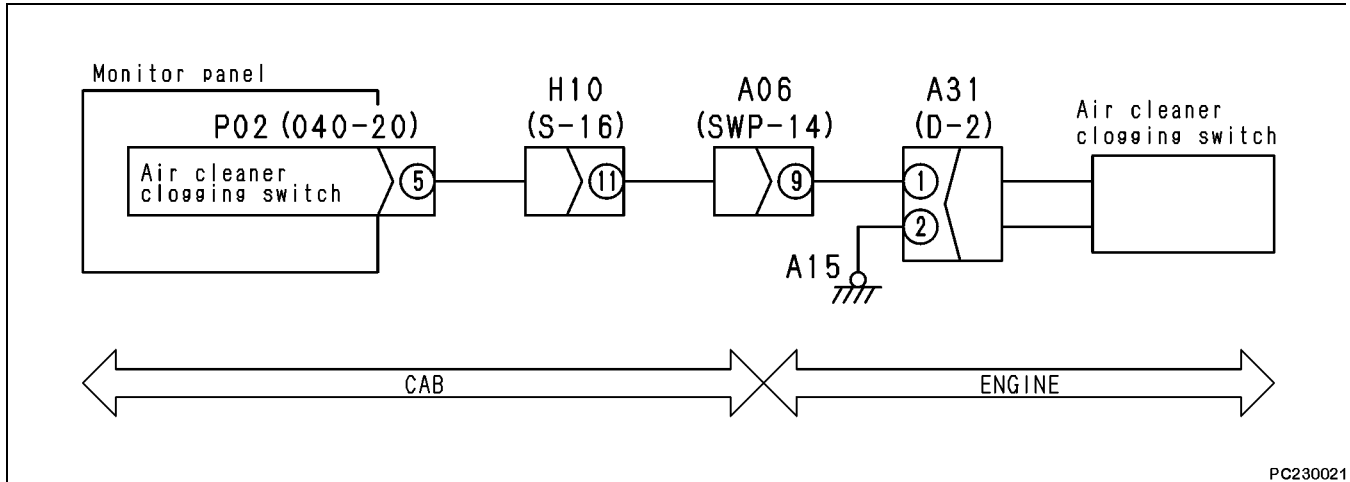 Monitor panel
P02 (040-20)
Air cleaner
clogging switch
5
H10
(S-16)
11
A06
(SWP-14)
9
A31
(D-2)
1
2
A15
Air cleaner
clogging switch
CAB
ENGINE
PC230021